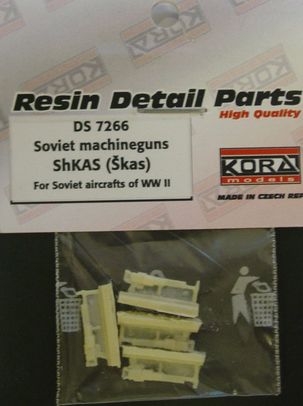 KORA
Resin Detail Parts
High Quality
DS 7266
Soviet machineguns
ShKAS (Škas)
For Soviet aircrafts of WW II
KORA
models
MADE IN CZECH REP